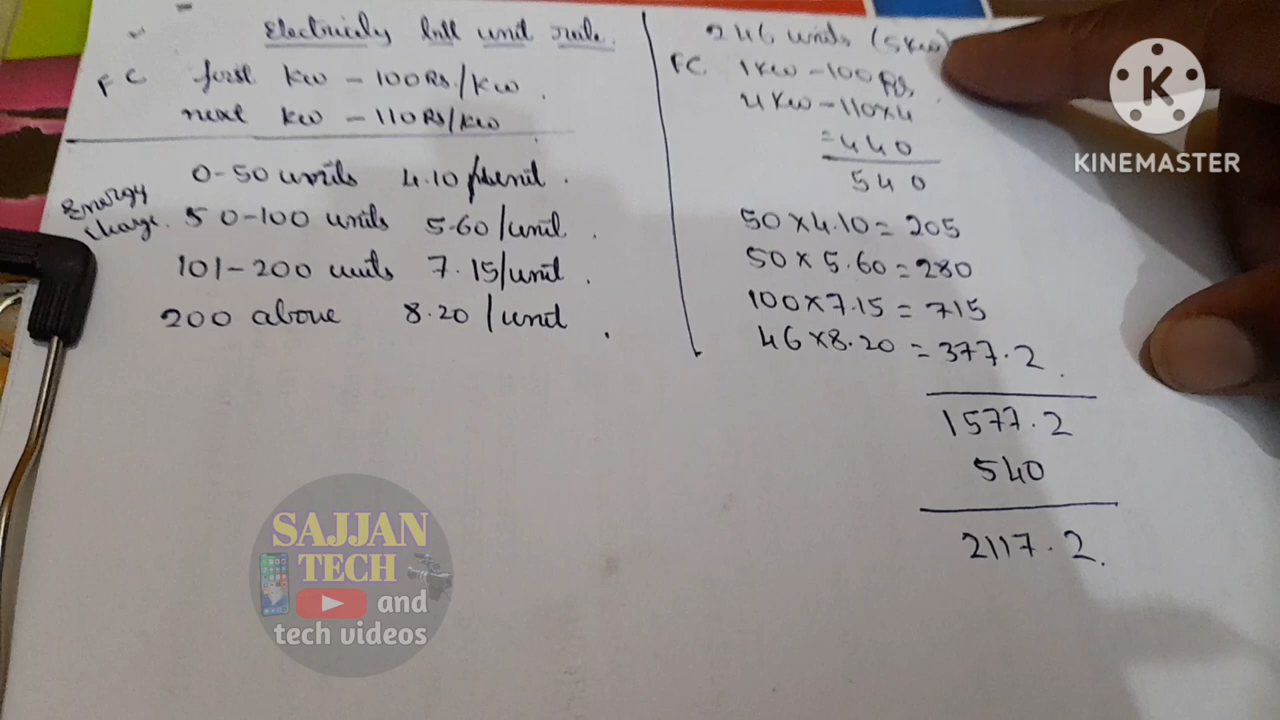 Electricity bill unit rate.
FC first kw - 100Rs/kw.
next kw - 110Rs/kw
Energy charge.
0-50 units 4.10/unit.
50-100 units 5.60/unit.
101-200 units 7.15/unit.
200 above 8.20/unit.
246 units (5kw)
FC 1kw - 100Rs.
4kw - 110x4
=440
540
50x4.10=205
50x5.60=280
100x7.15=715
46x8.20=377.2
1577.2
540
2117.2.
K
KINEMASTER
SAJJAN
TECH
and
tech videos